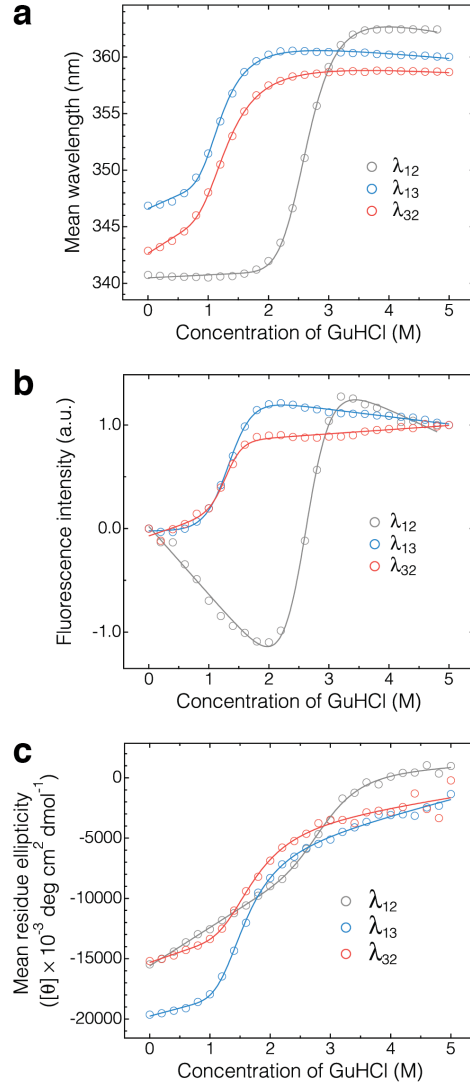 a
Mean wavelength (nm)
360
355
350
345
340
λ12
λ13
λ32
0 1 2 3 4 5
Concentration of GuHCl (M)
b
Fluorescence intensity (a.u.)
1.0
0.0
-1.0
λ12
λ13
λ32
0 1 2 3 4 5
Concentration of GuHCl (M)
c
Mean residue ellipticity
([θ] × 10⁻³ deg cm² dmol⁻¹)
0
-5000
-10000
-15000
-20000
λ12
λ13
λ32
0 1 2 3 4 5
Concentration of GuHCl (M)